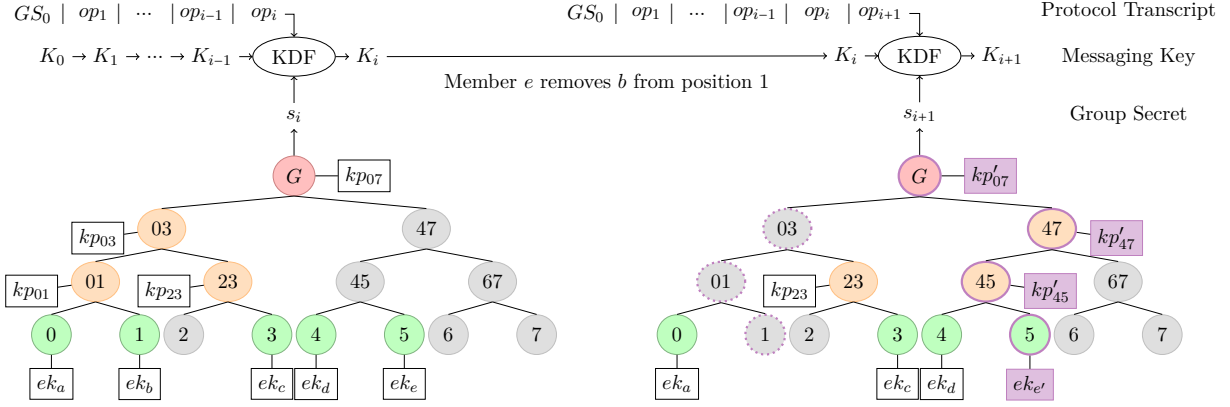 GS₀ | op₁ | ... | opᵢ₋₁ | opᵢ GS₀ | op₁ | ... | opᵢ₋₁ | opᵢ | opᵢ₊₁ Protocol Transcript
K₀ → K₁ → ... → Kᵢ₋₁ → KDF → Kᵢ → Kᵢ → KDF → Kᵢ₊₁ Messaging Key
Member e removes b from position 1
sᵢ sᵢ₊₁ Group Secret
G kp₀₇ G kp′₀₇
kp₀₃ 03 47 03 47 kp′₄₇
kp₀₁ 01 kp₂₃ 23 45 67 01 kp₂₃ 23 45 kp′₄₅ 67
0 1 2 3 4 5 6 7 0 1 2 3 4 5 6 7
ekₐ ek_b ek_c ek_d ekₑ ekₐ ek_c ek_d ek_e′